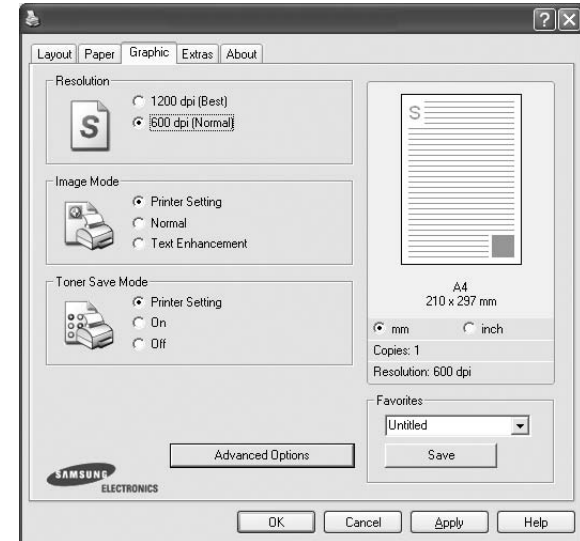 Layout Paper Graphic Extras About
Resolution
1200 dpi (Best)
600 dpi (Normal)
S
Image Mode
Printer Setting
Normal
Text Enhancement
Toner Save Mode
Printer Setting
On
Off
Advanced Options
SAMSUNG
ELECTRONICS
S
A4
210 x 297 mm
mm inch
Copies: 1
Resolution: 600 dpi
Favorites
Untitled
Save
OK Cancel Apply Help